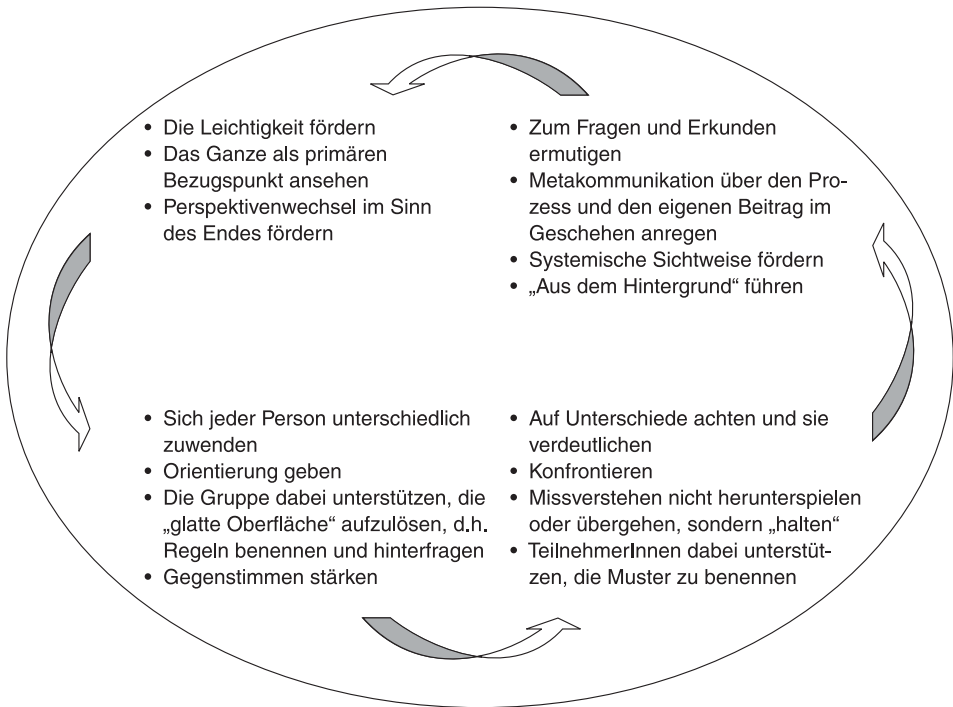 • Die Leichtigkeit fördern
• Das Ganze als primären
Bezugspunkt ansehen
• Perspektivenwechsel im Sinn
des Endes fördern
• Zum Fragen und Erkunden
ermutigen
• Metakommunikation über den Pro-
zess und den eigenen Beitrag im
Geschehen anregen
• Systemische Sichtweise fördern
• „Aus dem Hintergrund“ führen
• Sich jeder Person unterschiedlich
zuwenden
• Orientierung geben
• Die Gruppe dabei unterstützen, die
„glatte Oberfläche“ aufzulösen, d.h.
Regeln benennen und hinterfragen
• Gegenstimmen stärken
• Auf Unterschiede achten und sie
verdeutlichen
• Konfrontieren
• Missverstehen nicht herunterspielen
oder übergehen, sondern „halten“
• TeilnehmerInnen dabei unterstüt-
zen, die Muster zu benennen